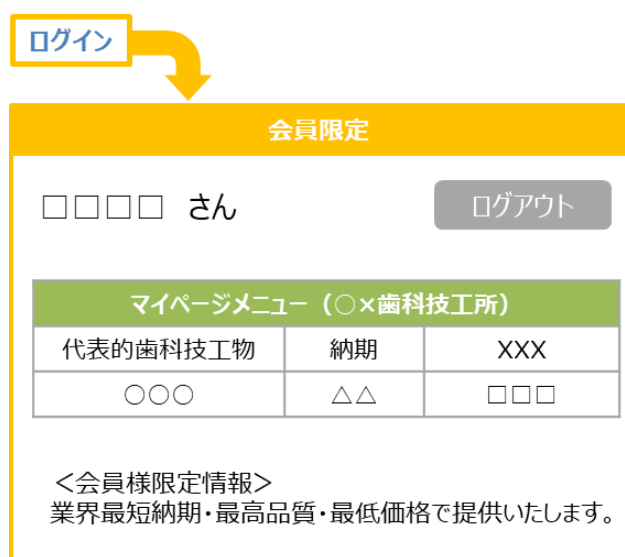 ログイン
会員限定
□□□□ さん
ログアウト
マイページメニュー（○×歯科技工所）
代表的歯科技工物 納期 XXX
○○○ △△ □□□
＜会員様限定情報＞
業界最短納期・最高品質・最低価格で提供いたします。